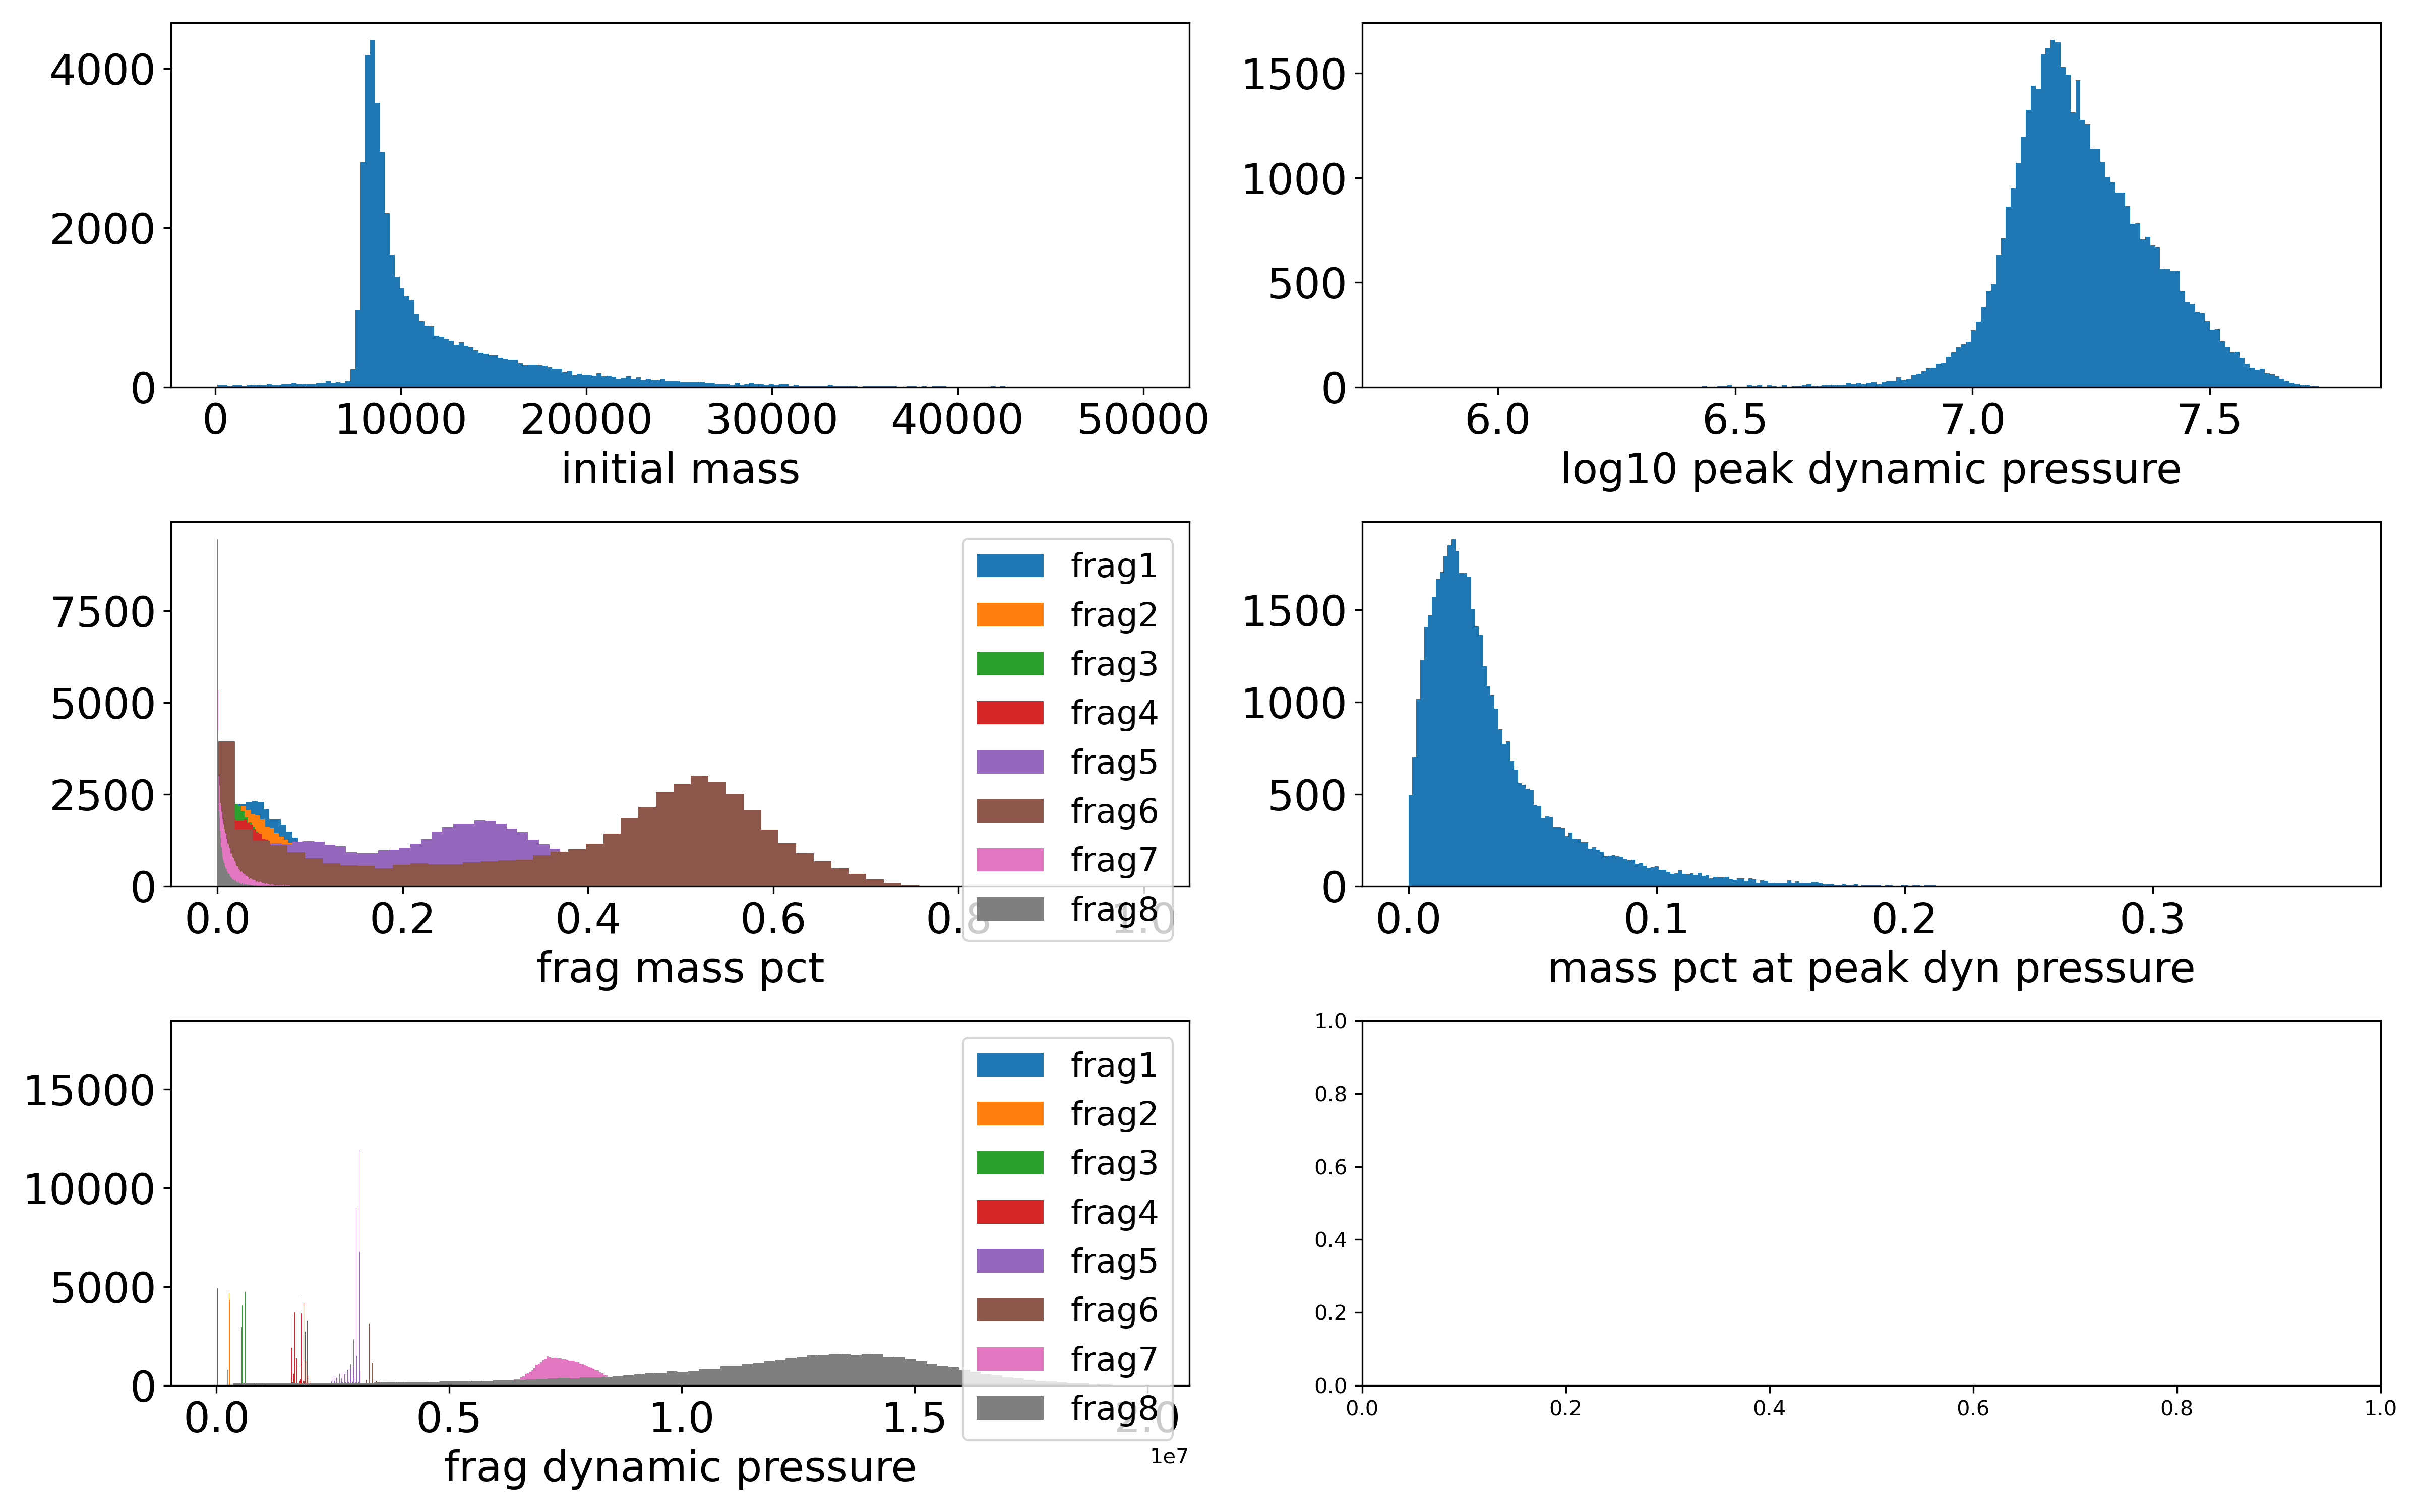 4000
2000
0
0 10000 20000 30000 40000 50000
initial mass
1500
1000
500
0
6.0 6.5 7.0 7.5
log10 peak dynamic pressure
7500
5000
2500
0
frag1
frag2
frag3
frag4
frag5
frag6
frag7
frag8
0.0 0.2 0.4 0.6 0.8 1.0
frag mass pct
1500
1000
500
0
0.0 0.1 0.2 0.3
mass pct at peak dyn pressure
15000
10000
5000
0
frag1
frag2
frag3
frag4
frag5
frag6
frag7
frag8
0.0 0.5 1.0 1.5 2.0
1e7
frag dynamic pressure
1.0
0.8
0.6
0.4
0.2
0.0
0.0 0.2 0.4 0.6 0.8 1.0